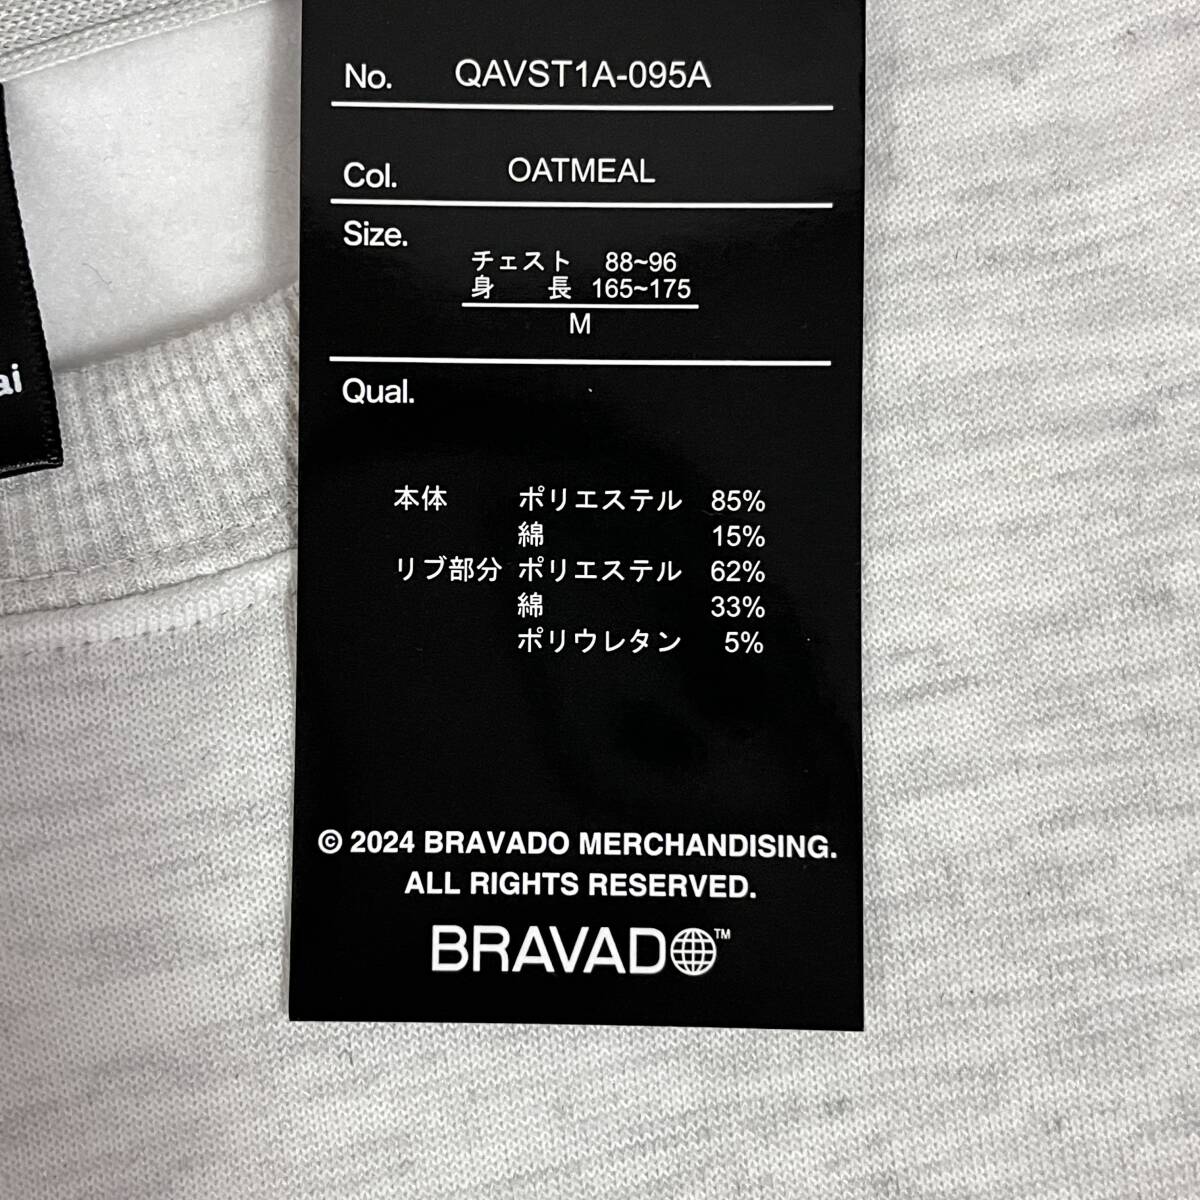 No. QAVST1A-095A
Col. OATMEAL
Size.
チェスト 88~96
身 長 165~175
M
Qual.
本体 ポリエステル 85%
綿 15%
リブ部分 ポリエステル 62%
綿 33%
ポリウレタン 5%
© 2024 BRAVADO MERCHANDISING.
ALL RIGHTS RESERVED.
BRAVADO™